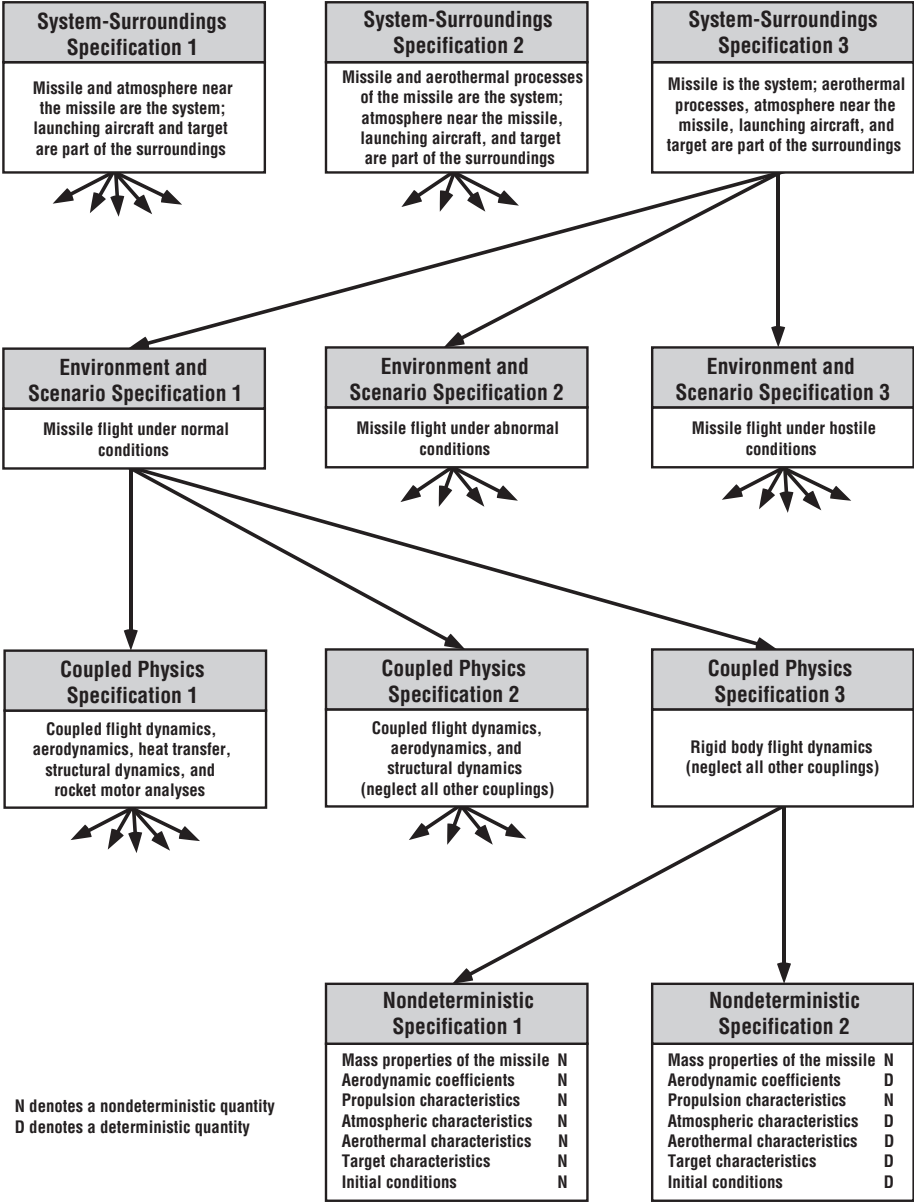 System-Surroundings
Specification 1
Missile and atmosphere near
the missile are the system;
launching aircraft and target
are part of the surroundings
System-Surroundings
Specification 2
Missile and aerothermal processes
of the missile are the system;
atmosphere near the missile,
launching aircraft, and target
are part of the surroundings
System-Surroundings
Specification 3
Missile is the system; aerothermal
processes, atmosphere near the
missile, launching aircraft, and
target are part of the surroundings
Environment and
Scenario Specification 1
Missile flight under normal
conditions
Environment and
Scenario Specification 2
Missile flight under abnormal
conditions
Environment and
Scenario Specification 3
Missile flight under hostile
conditions
Coupled Physics
Specification 1
Coupled flight dynamics,
aerodynamics, heat transfer,
structural dynamics, and
rocket motor analyses
Coupled Physics
Specification 2
Coupled flight dynamics,
aerodynamics, and
structural dynamics
(neglect all other couplings)
Coupled Physics
Specification 3
Rigid body flight dynamics
(neglect all other couplings)
N denotes a nondeterministic quantity
D denotes a deterministic quantity
Nondeterministic
Specification 1
Mass properties of the missile N
Aerodynamic coefficients N
Propulsion characteristics N
Atmospheric characteristics N
Aerothermal characteristics N
Target characteristics N
Initial conditions N
Nondeterministic
Specification 2
Mass properties of the missile N
Aerodynamic coefficients D
Propulsion characteristics N
Atmospheric characteristics D
Aerothermal characteristics D
Target characteristics D
Initial conditions D